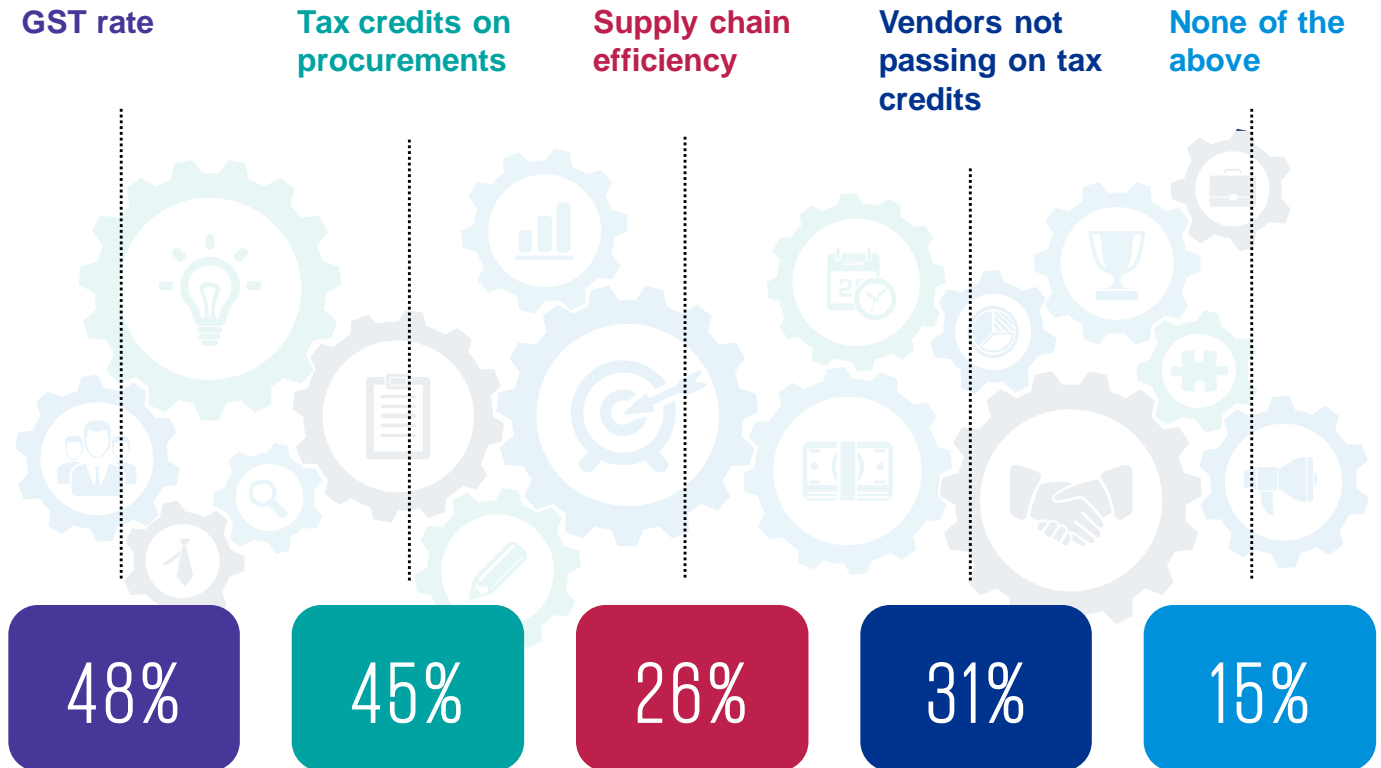 GST rate
Tax credits on
procurements
Supply chain
efficiency
Vendors not
passing on tax
credits
None of the
above
48%
45%
26%
31%
15%